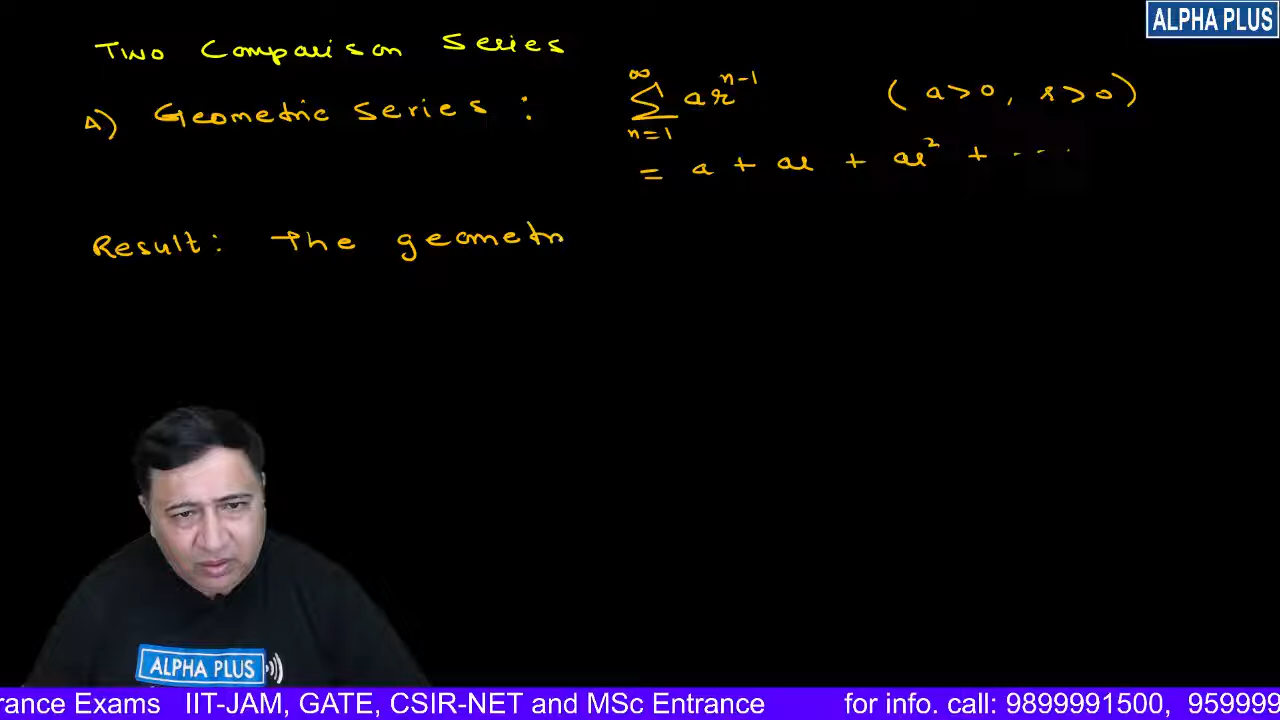 ALPHA PLUS
Two Comparison Series
A) Geometric Series : ∞ Σ n=1 ar^(n-1) (a>0, r>0)
= a + ar + ar² + ---
Result: The geometr
ALPHA PLUS
rance Exams IIT-JAM, GATE, CSIR-NET and MSc Entrance for info. call: 9899991500, 959999